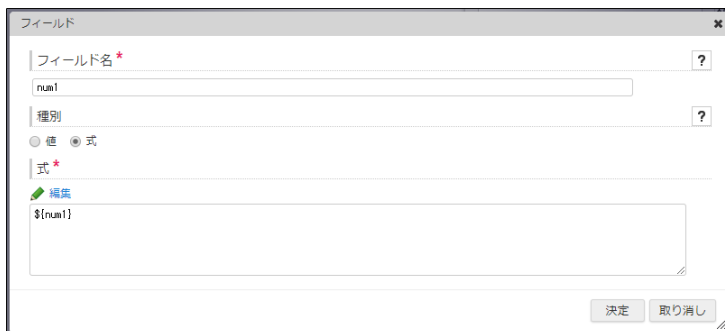 フィールド
フィールド名*
?
num1
種別
?
値 式
式*
編集
${num1}
決定 取り消し